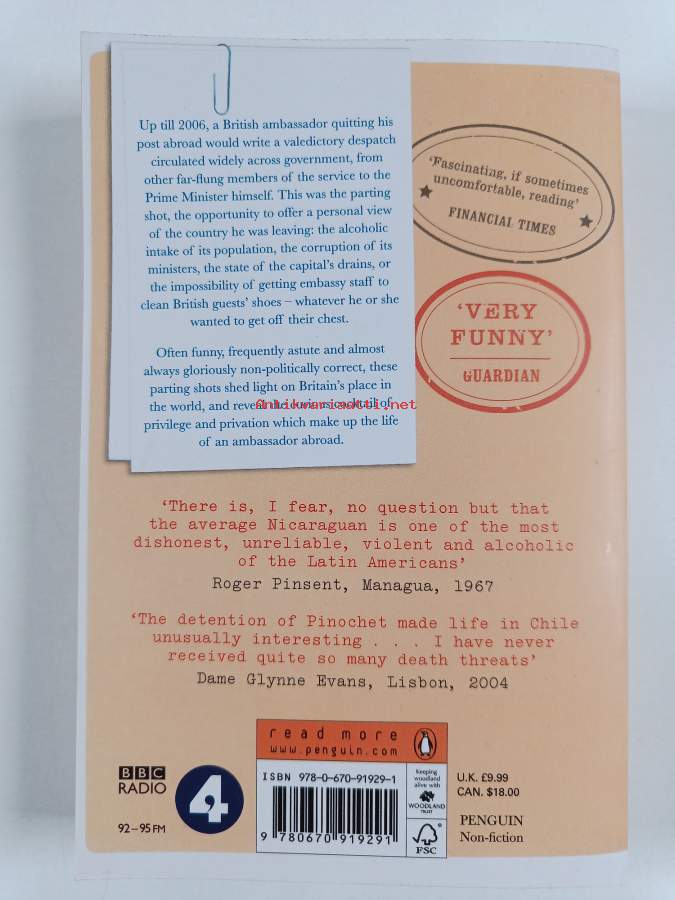 Up till 2006, a British ambassador quitting his
post abroad would write a valedictory despatch
circulated widely across government, from
other far-flung members of the service to the
Prime Minister himself. This was the parting
shot, the opportunity to offer a personal view
of the country he was leaving: the alcoholic
intake of its population, the corruption of its
ministers, the state of the capital's drains, or
the impossibility of getting embassy staff to
clean British guests' shoes – whatever he or she
wanted to get off their chest.
Often funny, frequently astute and almost
always gloriously non-politically correct, these
parting shots shed light on Britain's place in
the world, and reveal the curious cocktail of
Antikvariaatti.net
privilege and privation which make up the life
of an ambassador abroad.
'Fascinating, if sometimes
uncomfortable, reading'
FINANCIAL TIMES
'VERY
FUNNY'
GUARDIAN
'There is, I fear, no question but that
the average Nicaraguan is one of the most
dishonest, unreliable, violent and alcoholic
of the Latin Americans'
Roger Pinsent, Managua, 1967
'The detention of Pinochet made life in Chile
unusually interesting . . . I have never
received quite so many death threats'
Dame Glynne Evans, Lisbon, 2004
read more
www.penguin.com
BBC
RADIO
4
92–95 FM
ISBN 978-0-670-91929-1
9 780670 919291
Keeping
woodland
alive with
WOODLAND
TRUST
FSC
U.K. £9.99
CAN. $18.00
PENGUIN
Non-fiction